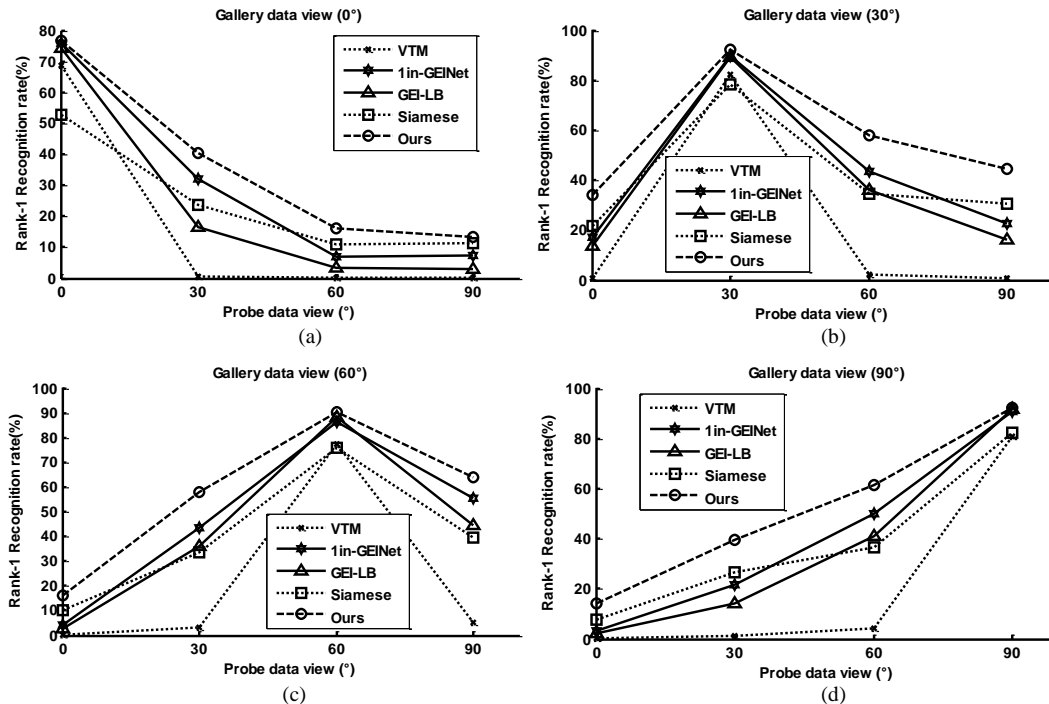 Gallery data view (0°)
Rank-1 Recognition rate(%)
80
70
60
50
40
30
20
10
0
0 30 60 90
Probe data view (°)
VTM
1in-GEINet
GEI-LB
Siamese
Ours
(a)
Gallery data view (30°)
Rank-1 Recognition rate(%)
100
80
60
40
20
0
0 30 60 90
Probe data view (°)
VTM
1in-GEINet
GEI-LB
Siamese
Ours
(b)
Gallery data view (60°)
Rank-1 Recognition rate(%)
100
90
80
70
60
50
40
30
20
10
0
0 30 60 90
Probe data view (°)
VTM
1in-GEINet
GEI-LB
Siamese
Ours
(c)
Gallery data view (90°)
Rank-1 Recognition rate(%)
100
80
60
40
20
0
0 30 60 90
Probe data view (°)
VTM
1in-GEINet
GEI-LB
Siamese
Ours
(d)